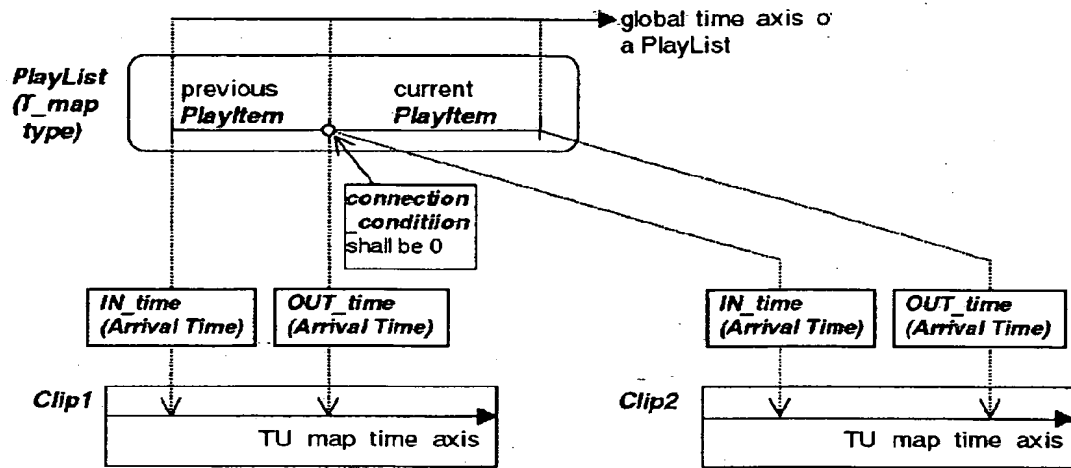 global time axis o
a PlayList
PlayList
(T_map
type)
previous
PlayItem
current
PlayItem
connection
_conditiion
shall be 0
IN_time
(Arrival Time)
OUT_time
(Arrival Time)
IN_time
(Arrival Time)
OUT_time
(Arrival Time)
Clip1
TU map time axis
Clip2
TU map time axis